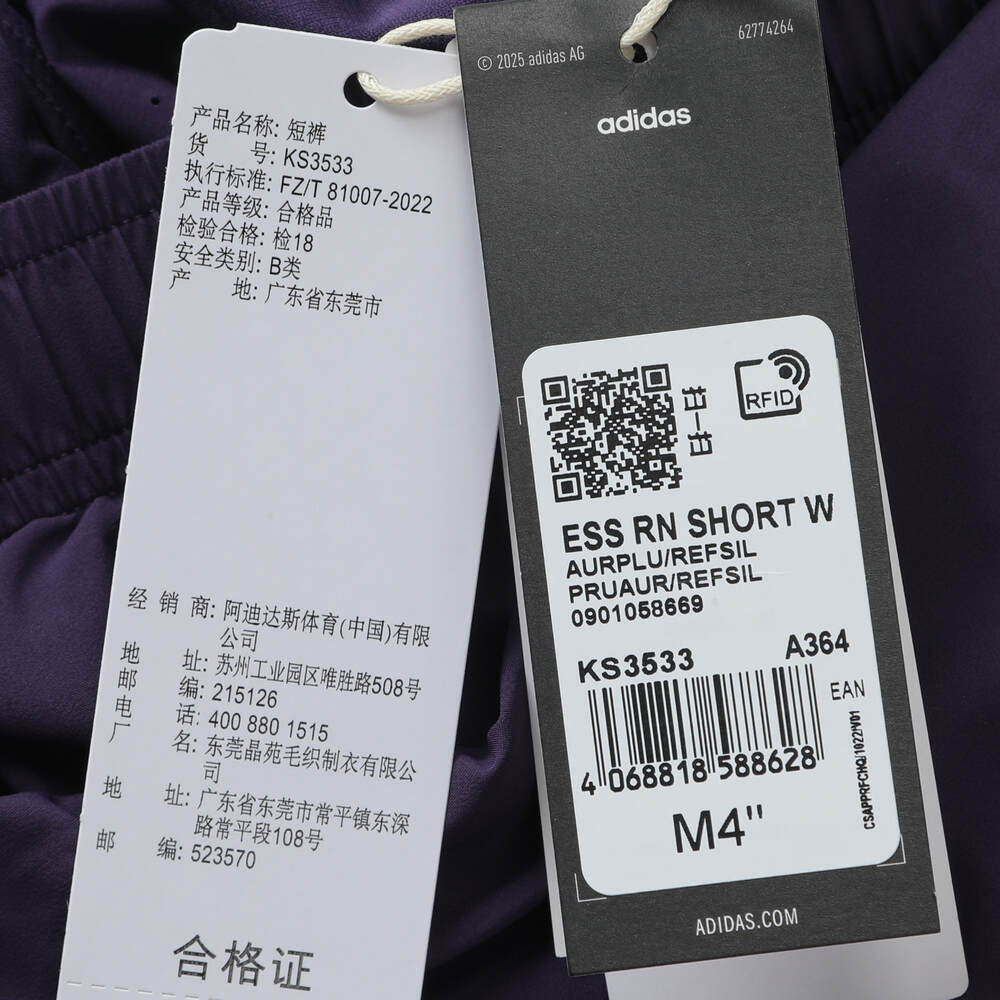 产品名称: 短裤
货 号: KS3533
执行标准: FZ/T 81007-2022
产品等级: 合格品
检验合格: 检18
安全类别: B类
产 地: 广东省东莞市
经 销 商: 阿迪达斯体育(中国)有限
公司
地 址: 苏州工业园区唯胜路508号
邮 编: 215126
电 话: 400 880 1515
厂 名: 东莞晶苑毛织制衣有限公
司
地 址: 广东省东莞市常平镇东深
路常平段108号
邮 编: 523570
合格证
© 2025 adidas AG
62774264
adidas
RFID
ESS RN SHORT W
AURPLU/REFSIL
PRUAUR/REFSIL
0901058669
KS3533
A364
EAN
4 068818 588628
CSAPPRFCHQ/1022/V01
M4"
ADIDAS.COM